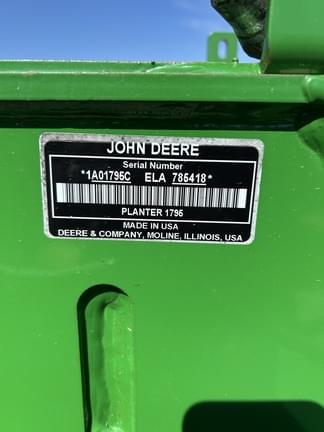 JOHN DEERE
Serial Number
*1A01795C ELA 785418*
PLANTER 1795
MADE IN USA
DEERE & COMPANY, MOLINE, ILLINOIS, USA